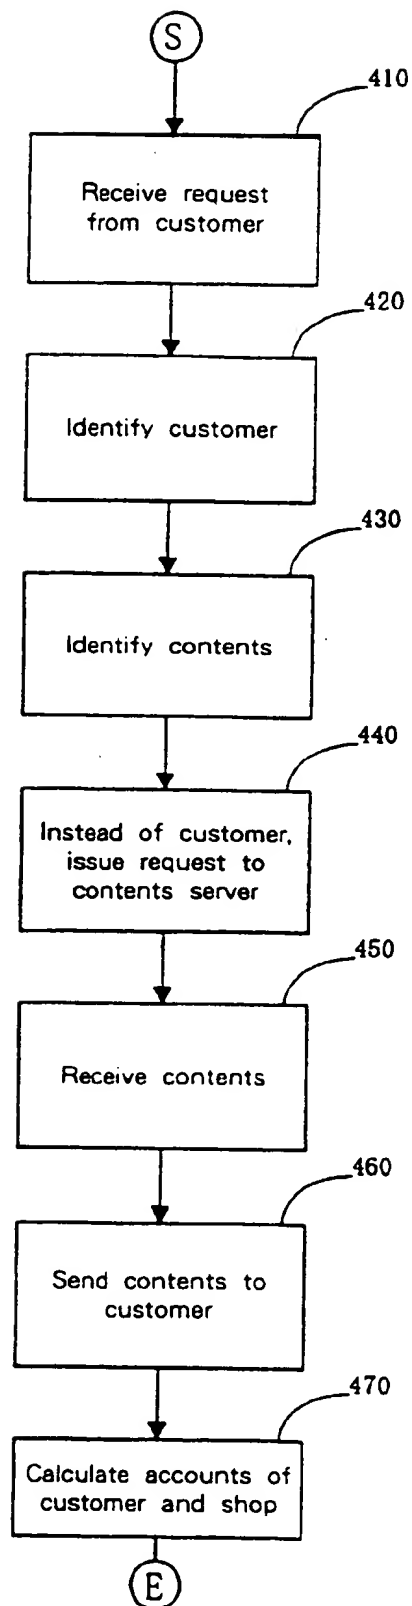 S
410
Receive request
from customer
420
Identify customer
430
Identify contents
440
Instead of customer,
issue request to
contents server
450
Receive contents
460
Send contents to
customer
470
Calculate accounts of
customer and shop
E